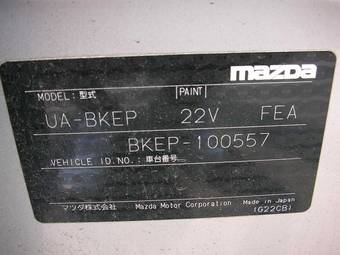 mazda
MODEL: 型式 PAINT
UA-BKEP 22V FEA
BKEP-100557
VEHICLE ID.NO.: 車台番号
マツダ株式会社 Mazda Motor Corporation Made in Japan
(G22CB)